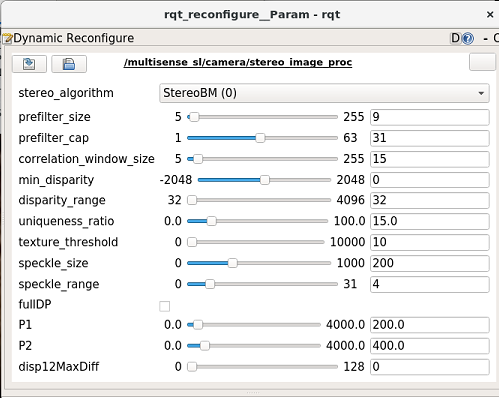 rqt_reconfigure__Param - rqt
Dynamic Reconfigure D? - O
/multisense_sl/camera/stereo_image_proc
stereo_algorithm StereoBM (0)
prefilter_size 5 255 9
prefilter_cap 1 63 31
correlation_window_size 5 255 15
min_disparity -2048 2048 0
disparity_range 32 4096 32
uniqueness_ratio 0.0 100.0 15.0
texture_threshold 0 10000 10
speckle_size 0 1000 200
speckle_range 0 31 4
fullDP
P1 0.0 4000.0 200.0
P2 0.0 4000.0 400.0
disp12MaxDiff 0 128 0